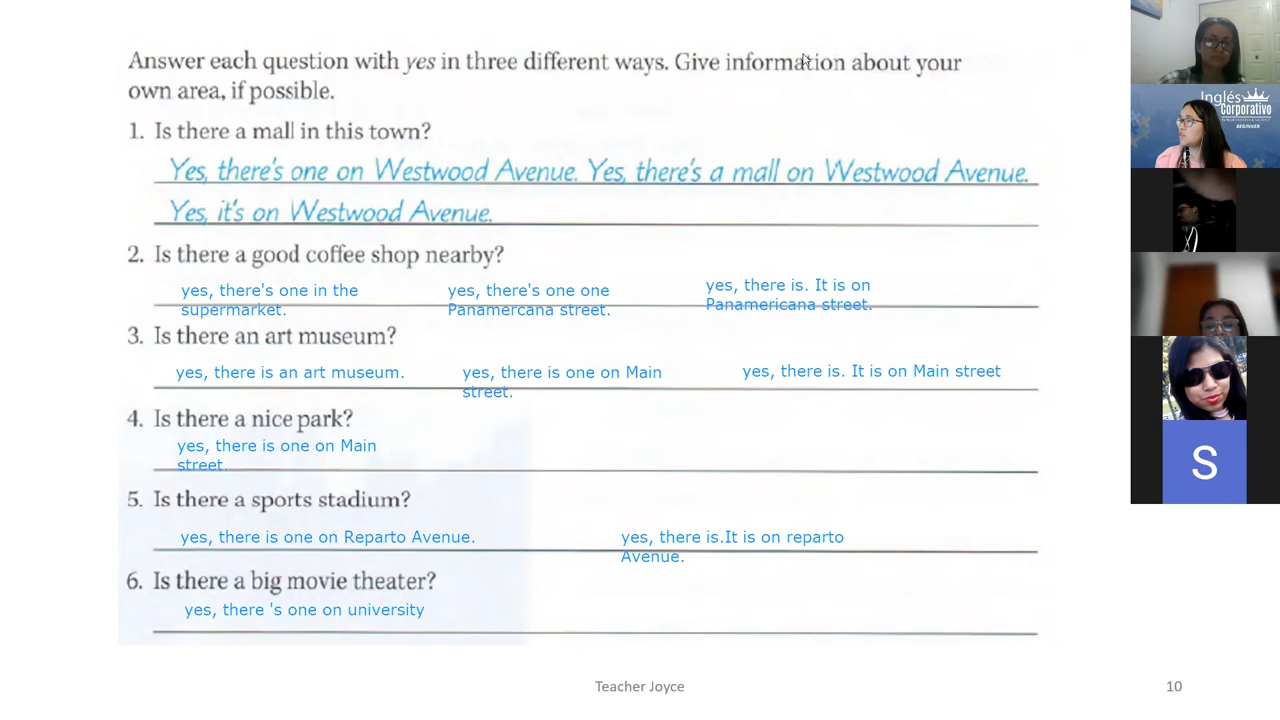 Answer each question with yes in three different ways. Give information about your
own area, if possible.
1. Is there a mall in this town?
Yes, there's one on Westwood Avenue. Yes, there's a mall on Westwood Avenue.
Yes, it's on Westwood Avenue.
2. Is there a good coffee shop nearby?
yes, there's one in the
supermarket.
yes, there's one one
Panamercana street.
yes, there is. It is on
Panamericana street.
3. Is there an art museum?
yes, there is an art museum.
yes, there is one on Main
street.
yes, there is. It is on Main street
4. Is there a nice park?
yes, there is one on Main
street.
5. Is there a sports stadium?
yes, there is one on Reparto Avenue.
yes, there is.It is on reparto
Avenue.
6. Is there a big movie theater?
yes, there 's one on university
Teacher Joyce
10
Inglés
Corporativo
BEGINNER
S